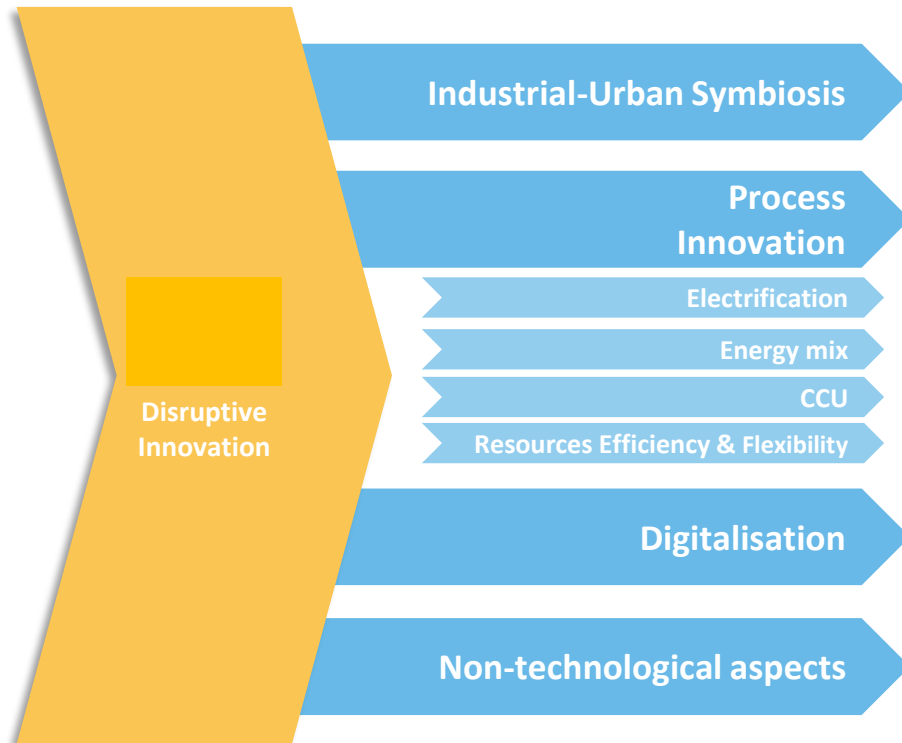 Industrial-Urban Symbiosis
Process
Innovation
Electrification
Energy mix
CCU
Resources Efficiency & Flexibility
Disruptive
Innovation
Digitalisation
Non-technological aspects